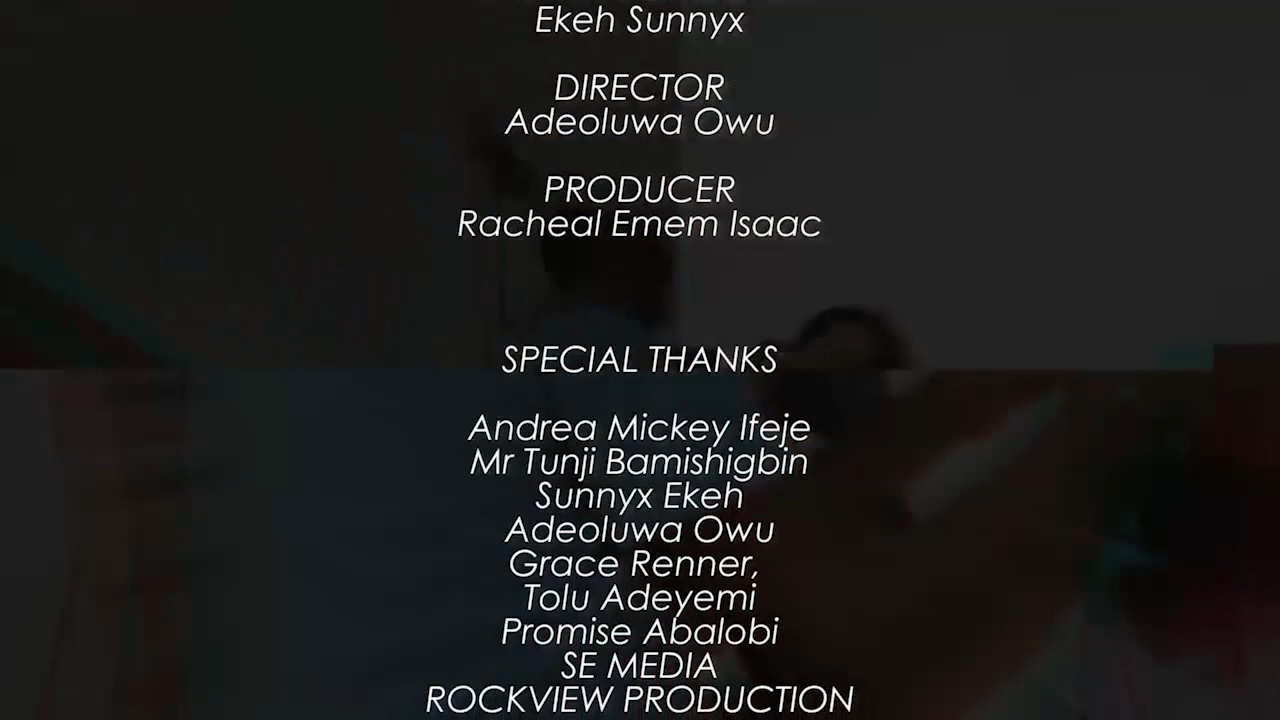 Ekeh Sunnyx
DIRECTOR
Adeoluwa Owu
PRODUCER
Racheal Emem Isaac
SPECIAL THANKS
Andrea Mickey Ifeje
Mr Tunji Bamishigbin
Sunnyx Ekeh
Adeoluwa Owu
Grace Renner,
Tolu Adeyemi
Promise Abalobi
SE MEDIA
ROCKVIEW PRODUCTION